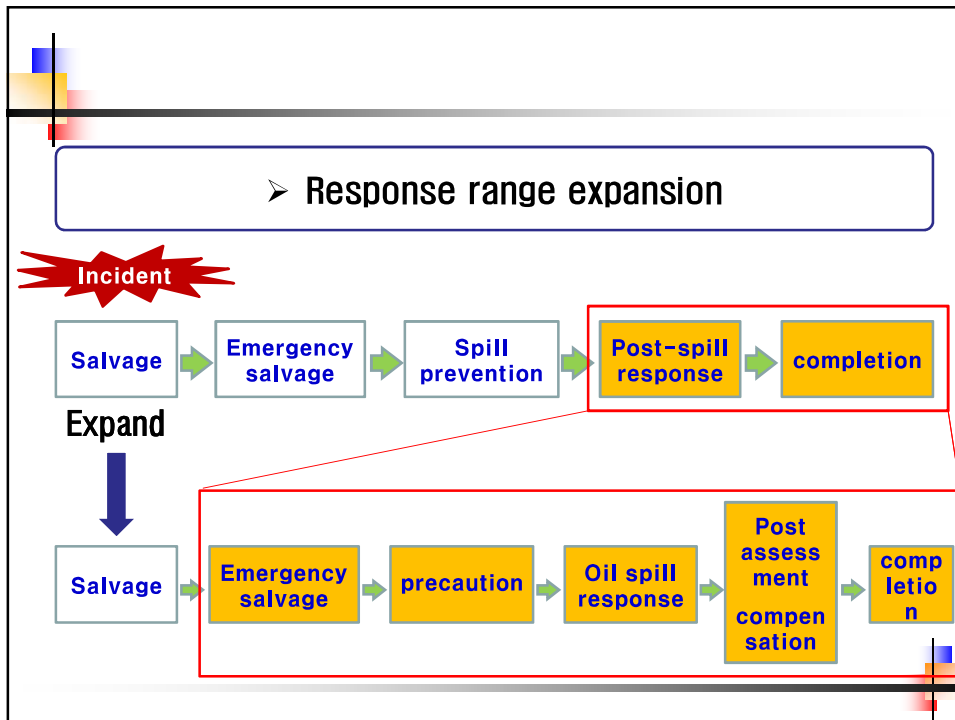 ➢ Response range expansion
Incident
Salvage
Emergency
salvage
Spill
prevention
Post-spill
response
completion
Expand
Salvage
Emergency
salvage
precaution
Oil spill
response
Post
assess
ment
compen
sation
comp
letio
n